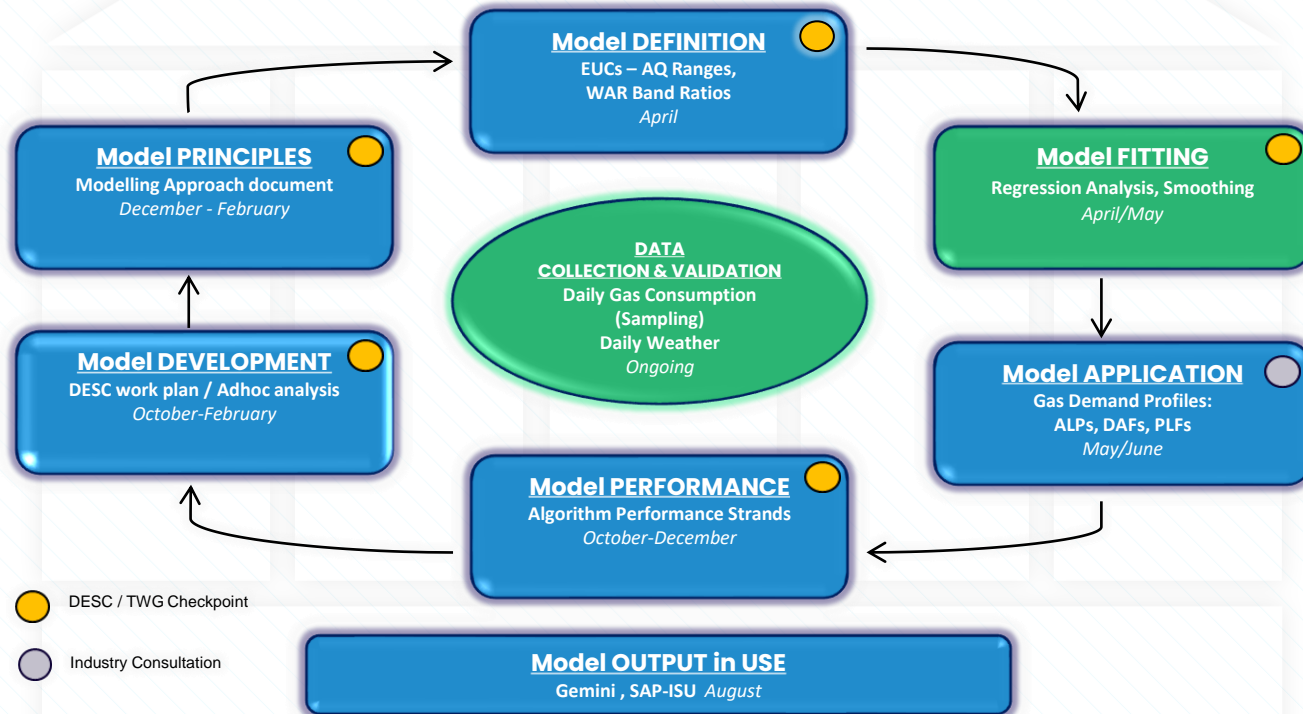 Model DEFINITION
EUCs – AQ Ranges,
WAR Band Ratios
April
Model PRINCIPLES
Modelling Approach document
December - February
Model FITTING
Regression Analysis, Smoothing
April/May
DATA
COLLECTION & VALIDATION
Daily Gas Consumption
(Sampling)
Daily Weather
Ongoing
Model DEVELOPMENT
DESC work plan / Adhoc analysis
October-February
Model APPLICATION
Gas Demand Profiles:
ALPs, DAFs, PLFs
May/June
Model PERFORMANCE
Algorithm Performance Strands
October-December
DESC / TWG Checkpoint
Industry Consultation
Model OUTPUT in USE
Gemini , SAP-ISU August